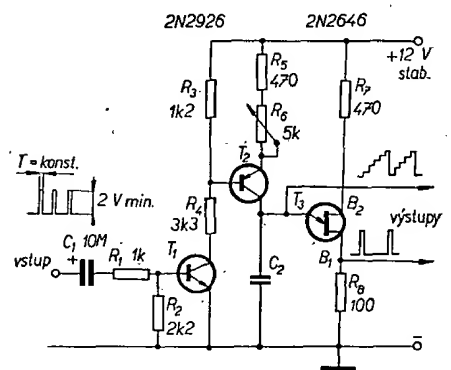 2N2926
2N2646
+12 V
stab.
R5
470
R3
1k2
R7
470
R6
5k
T = konst.
T2
2 V min.
R4
3k3
T3
B2
výstupy
C1 10M
+
R1 1k
T1
vstup
C2
B1
R2
2k2
R8
100